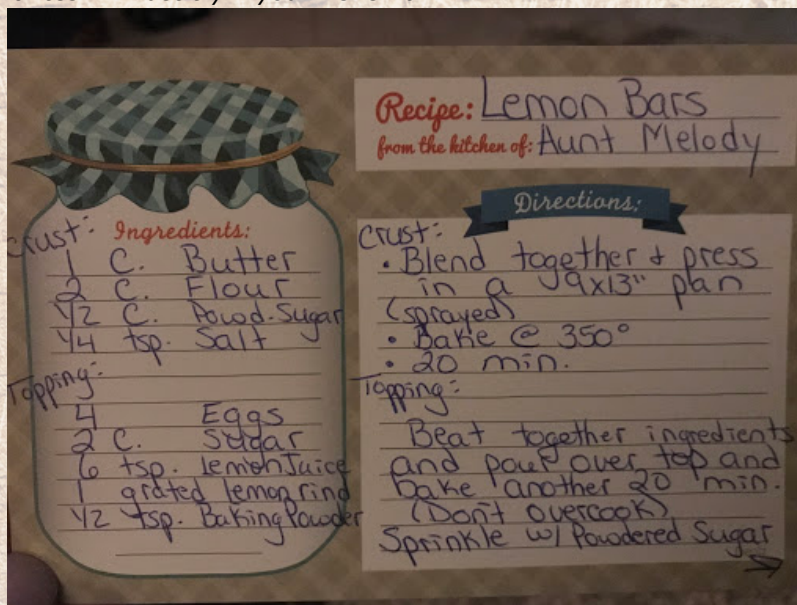 Recipe: Lemon Bars
from the kitchen of: Aunt Melody
Crust:
Ingredients:
1 C. Butter
2 C. Flour
1/2 C. Powd. Sugar
1/4 tsp. Salt
Topping:
4 Eggs
2 C. Sugar
6 tsp. lemon Juice
1 grated lemon rind
1/2 tsp. Baking Powder
Directions:
Crust:
• Blend together & press
in a 9x13" pan
(sprayed)
• Bake @ 350°
• 20 min.
Topping:
Beat together ingredients
and pour over top and
bake another 20 min.
(Don't overcook)
Sprinkle w/ Powdered Sugar